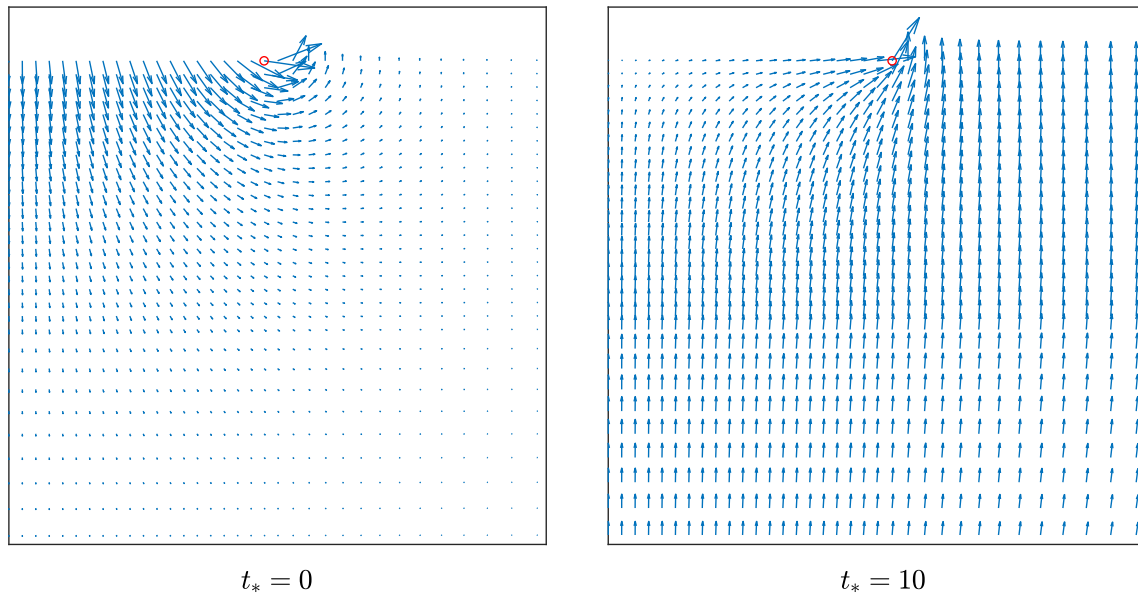 t_* = 0
t_* = 10